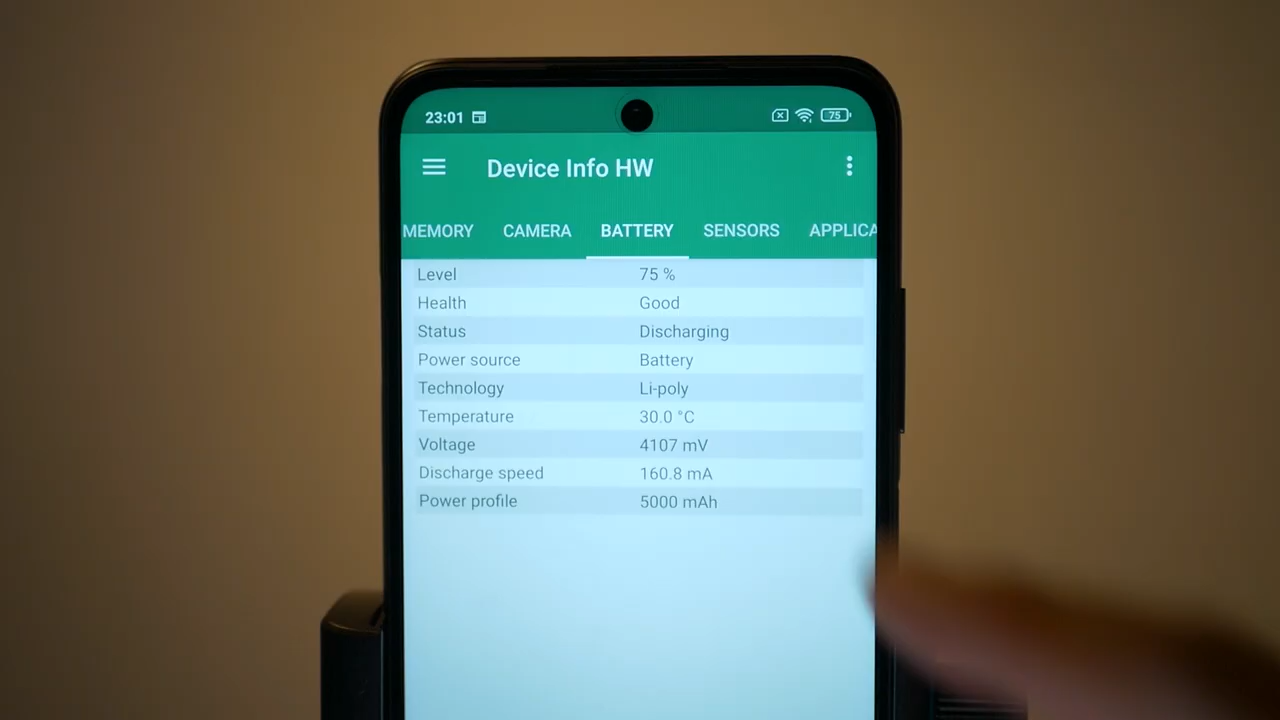 23:01 75
Device Info HW
MEMORY CAMERA BATTERY SENSORS APPLICA
Level 75 %
Health Good
Status Discharging
Power source Battery
Technology Li-poly
Temperature 30.0 °C
Voltage 4107 mV
Discharge speed 160.8 mA
Power profile 5000 mAh